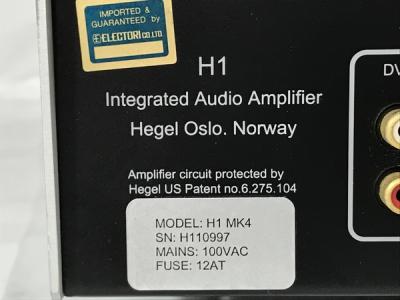 IMPORTED &
GUARANTEED BY
ELECTORI CO.LTD.
H1
Integrated Audio Amplifier
Hegel Oslo. Norway
Amplifier circuit protected by
Hegel US Patent no.6.275.104
MODEL: H1 MK4
SN: H110997
MAINS: 100VAC
FUSE: 12AT
DV